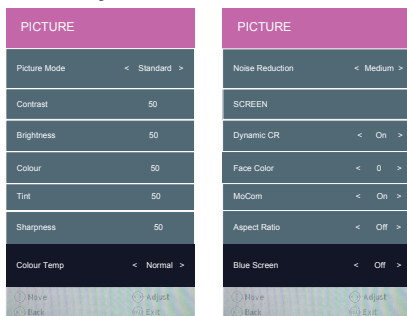 PICTURE
Picture Mode < Standard >
Contrast 50
Brightness 50
Colour 50
Tint 50
Sharpness 50
Colour Temp < Normal >
Move Adjust
Back Exit
PICTURE
Noise Reduction < Medium >
SCREEN
Dynamic CR < On >
Face Color < 0 >
MoCom < On >
Aspect Ratio < Off >
Blue Screen < Off >
Move Adjust
Back Exit